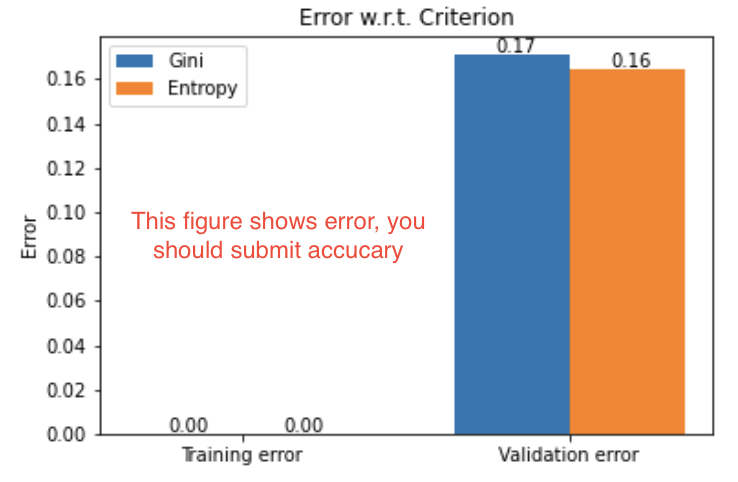 Error w.r.t. Criterion
Gini
Entropy
0.17
0.16
0.16
0.14
0.12
0.10
0.08
0.06
0.04
0.02
0.00
Error
This figure shows error, you
should submit accucary
0.00
0.00
Training error
Validation error